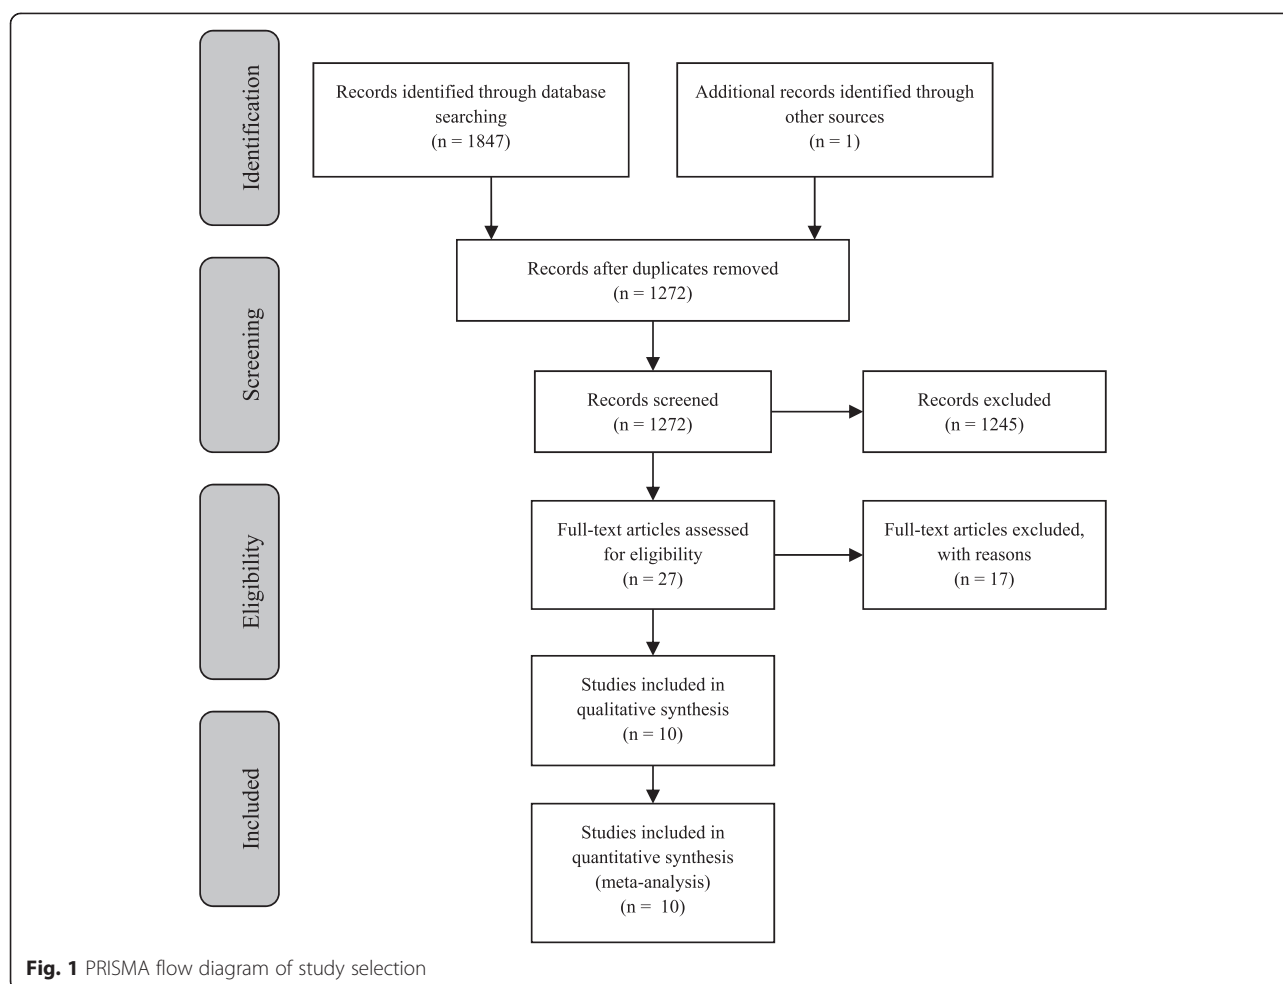 Identification
Records identified through database
searching
(n = 1847)
Additional records identified through
other sources
(n = 1)
Records after duplicates removed
(n = 1272)
Screening
Records screened
(n = 1272)
Records excluded
(n = 1245)
Eligibility
Full-text articles assessed
for eligibility
(n = 27)
Full-text articles excluded,
with reasons
(n = 17)
Studies included in
qualitative synthesis
(n = 10)
Included
Studies included in
quantitative synthesis
(meta-analysis)
(n = 10)
Fig. 1 PRISMA flow diagram of study selection